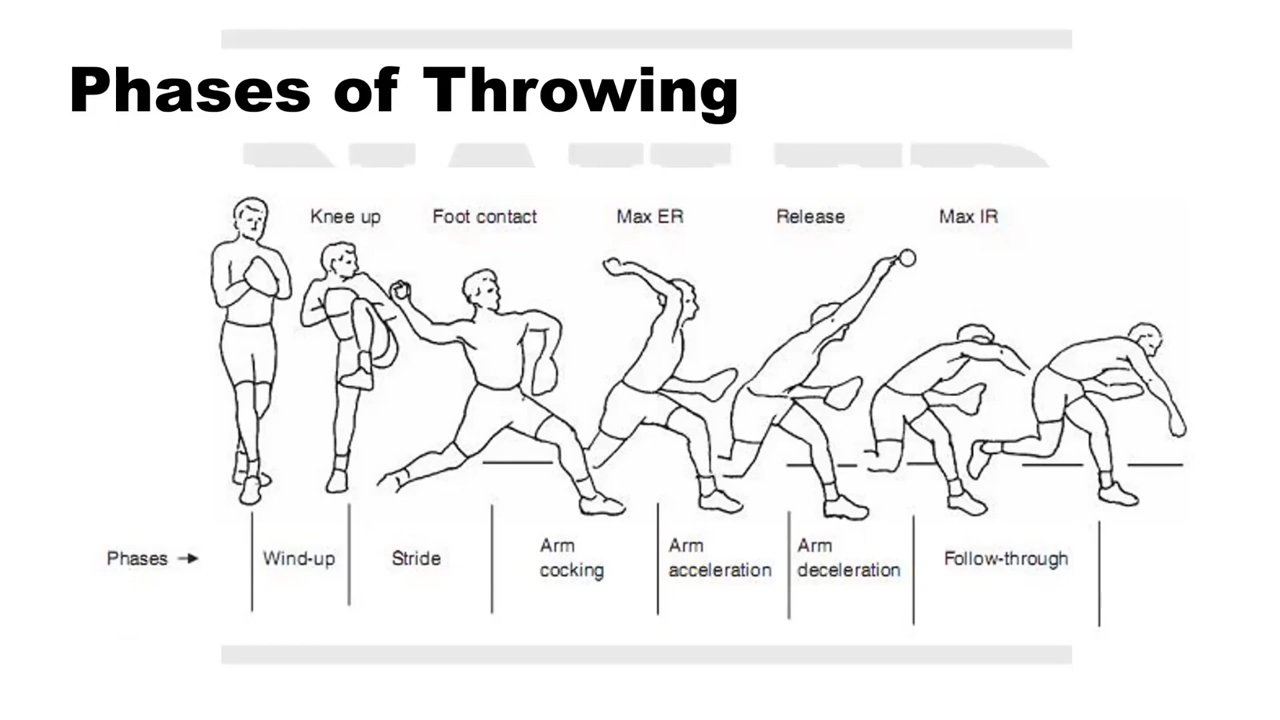 Phases of Throwing
Knee up Foot contact Max ER Release Max IR
Phases → Wind-up Stride Arm cocking Arm acceleration Arm deceleration Follow-through